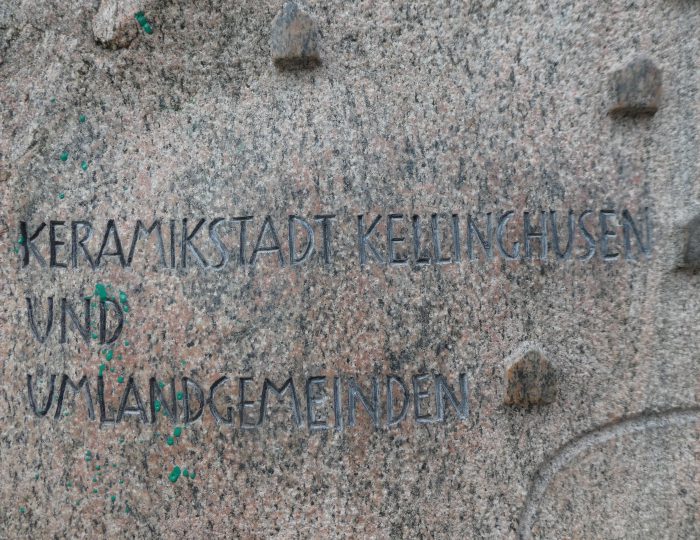 KERAMIKSTADT KELLINGHUSEN
UND
UMLANDGEMEINDEN